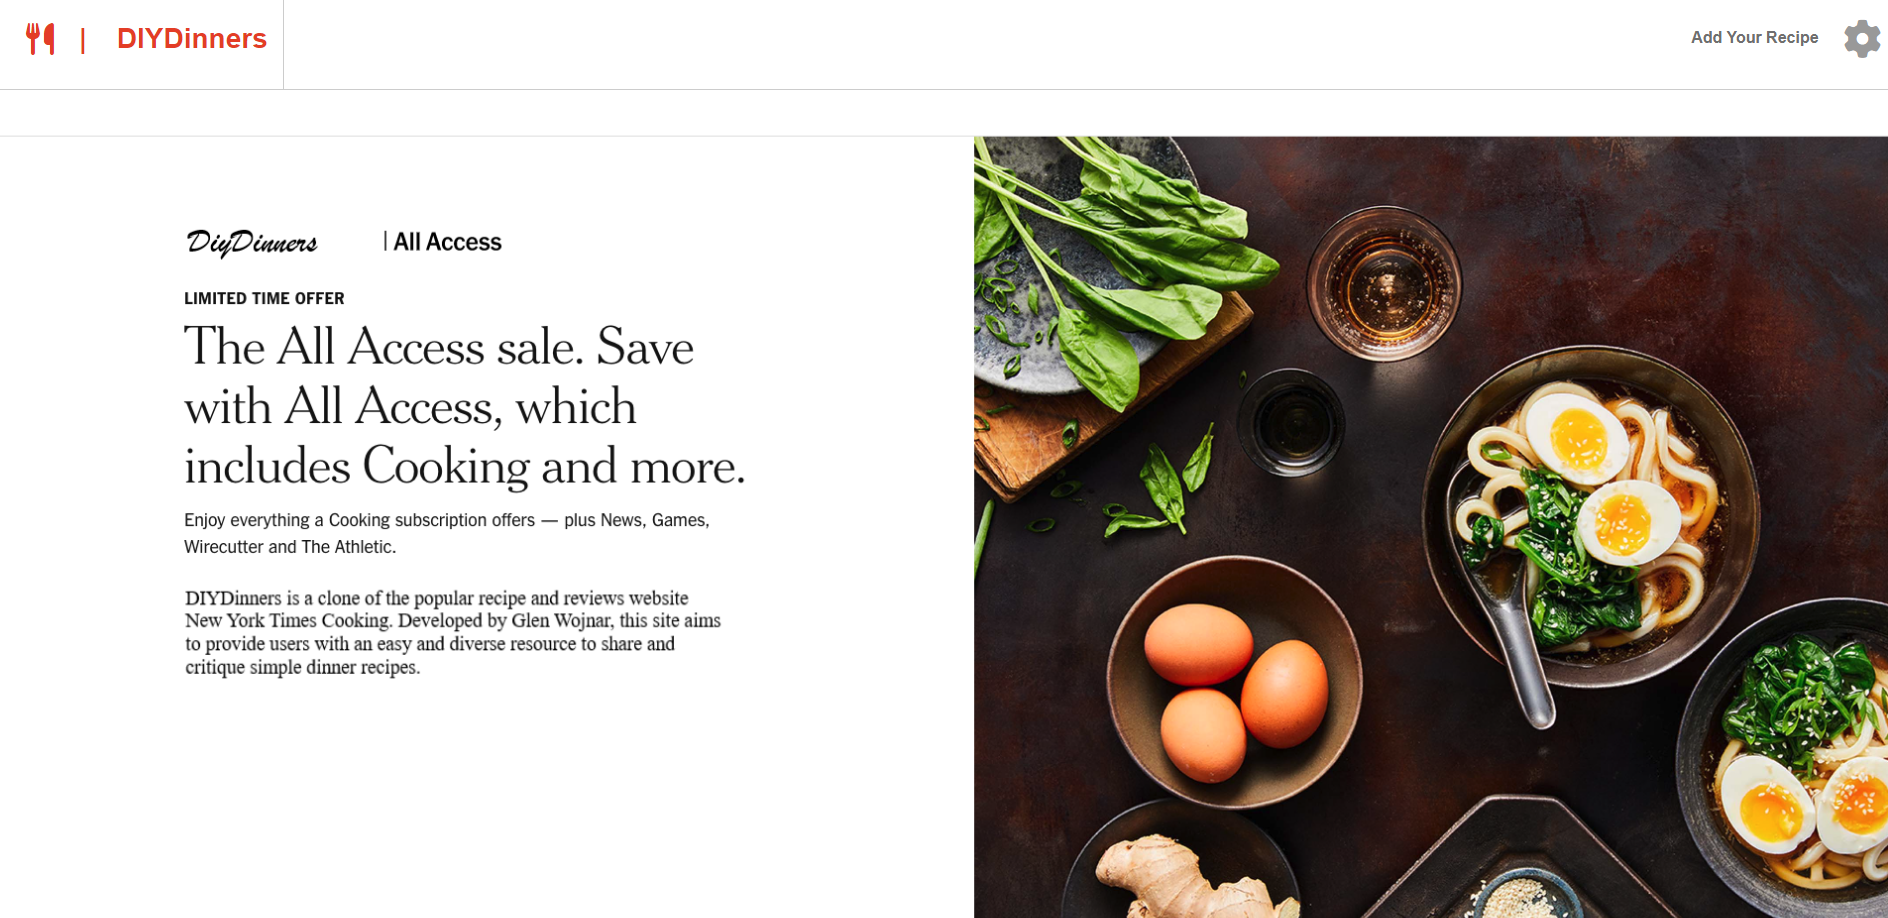 DIYDinners
Add Your Recipe
DiyDinners | All Access
LIMITED TIME OFFER
The All Access sale. Save
with All Access, which
includes Cooking and more.
Enjoy everything a Cooking subscription offers — plus News, Games,
Wirecutter and The Athletic.
DIYDinners is a clone of the popular recipe and reviews website
New York Times Cooking. Developed by Glen Wojnar, this site aims
to provide users with an easy and diverse resource to share and
critique simple dinner recipes.